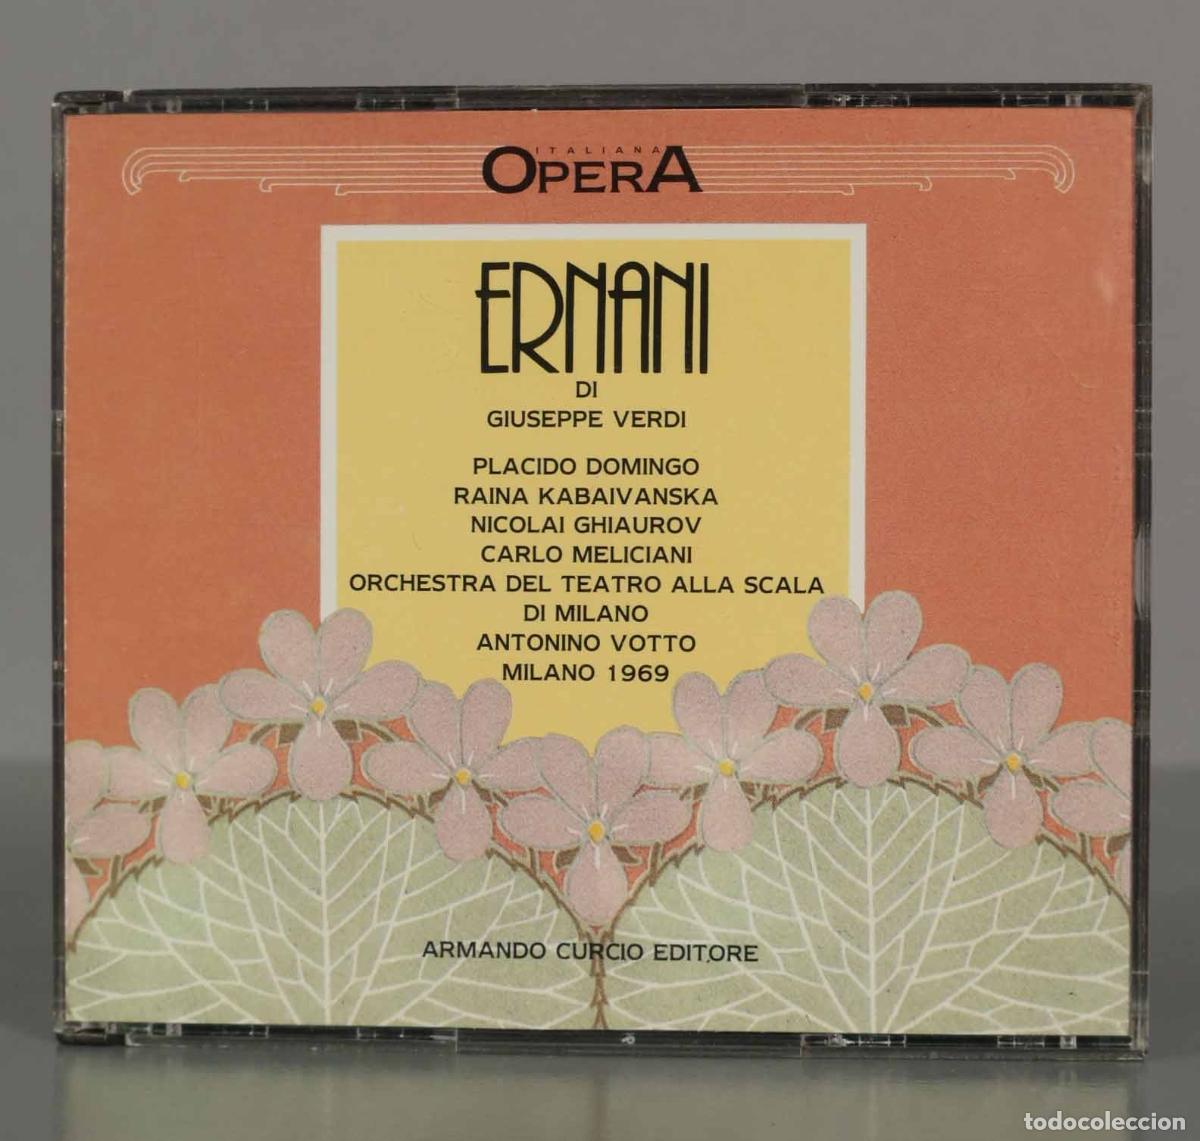 ITALIANA
OPERA
ERNANI
DI
GIUSEPPE VERDI
PLACIDO DOMINGO
RAINA KABAIVANSKA
NICOLAI GHIAUROV
CARLO MELICIANI
ORCHESTRA DEL TEATRO ALLA SCALA
DI MILANO
ANTONINO VOTTO
MILANO 1969
ARMANDO CURCIO EDITORE
todocoleccion